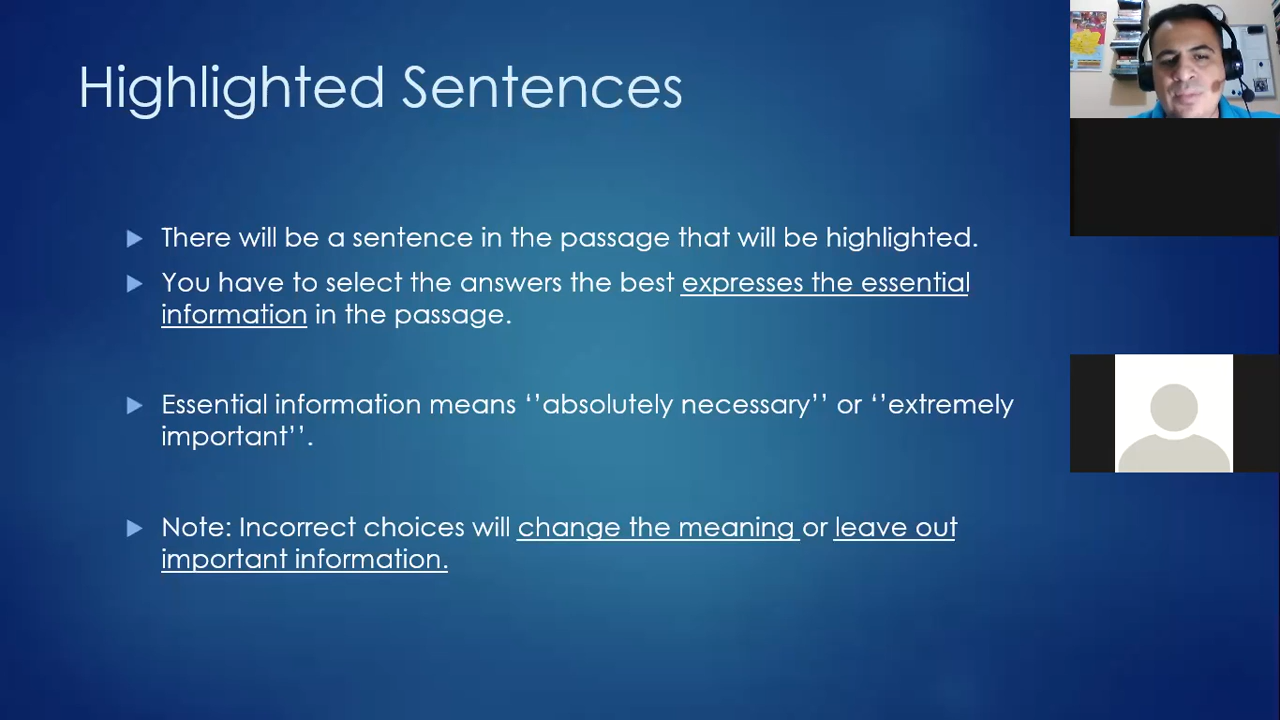 Highlighted Sentences
There will be a sentence in the passage that will be highlighted.
You have to select the answers the best expresses the essential
information in the passage.
Essential information means ‘’absolutely necessary’’ or ‘’extremely
important’’.
Note: Incorrect choices will change the meaning or leave out
important information.